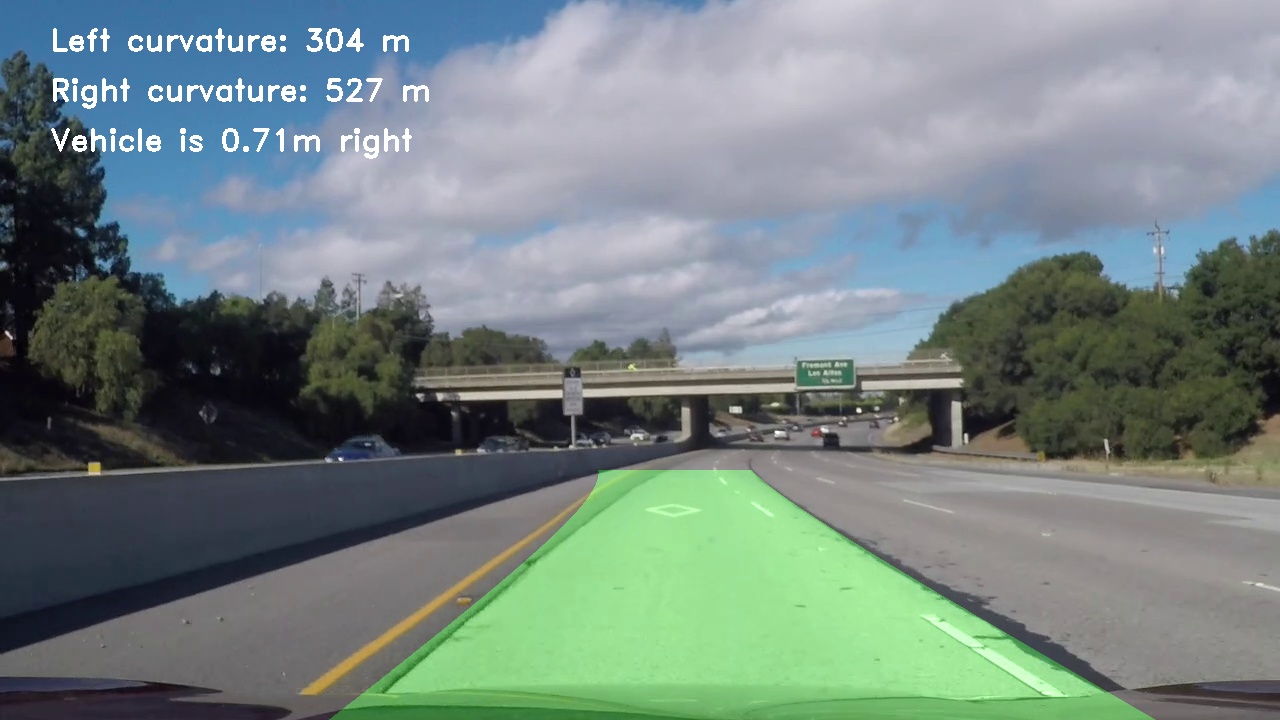 Left curvature: 304 m
Right curvature: 527 m
Vehicle is 0.71m right
Fremont Ave
Los Altos